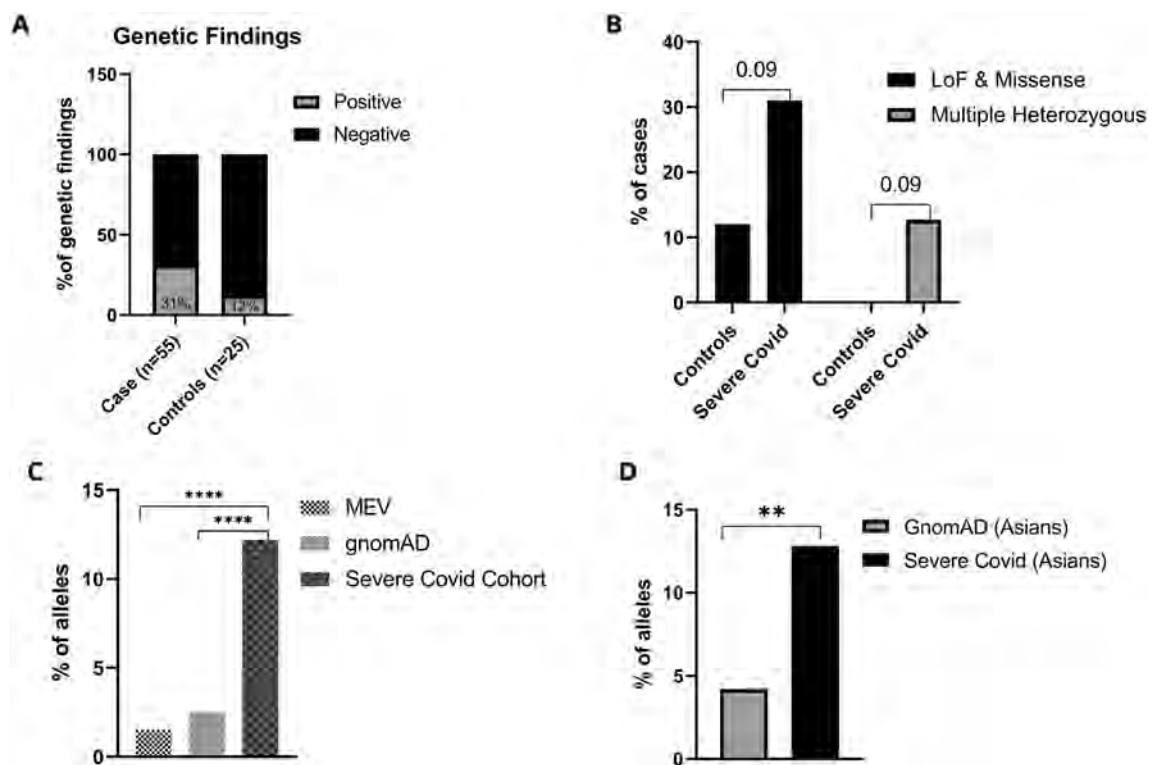 A
Genetic Findings
%of genetic findings
150
100
50
0
31%
12%
Case (n=55)
Controls (n=25)
Positive
Negative
B
% of cases
40
30
20
10
0
0.09
0.09
Controls
Severe Covid
Controls
Severe Covid
LoF & Missense
Multiple Heterozygous
C
% of alleles
15
10
5
0
****
****
MEV
gnomAD
Severe Covid Cohort
D
% of alleles
15
10
5
0
**
GnomAD (Asians)
Severe Covid (Asians)